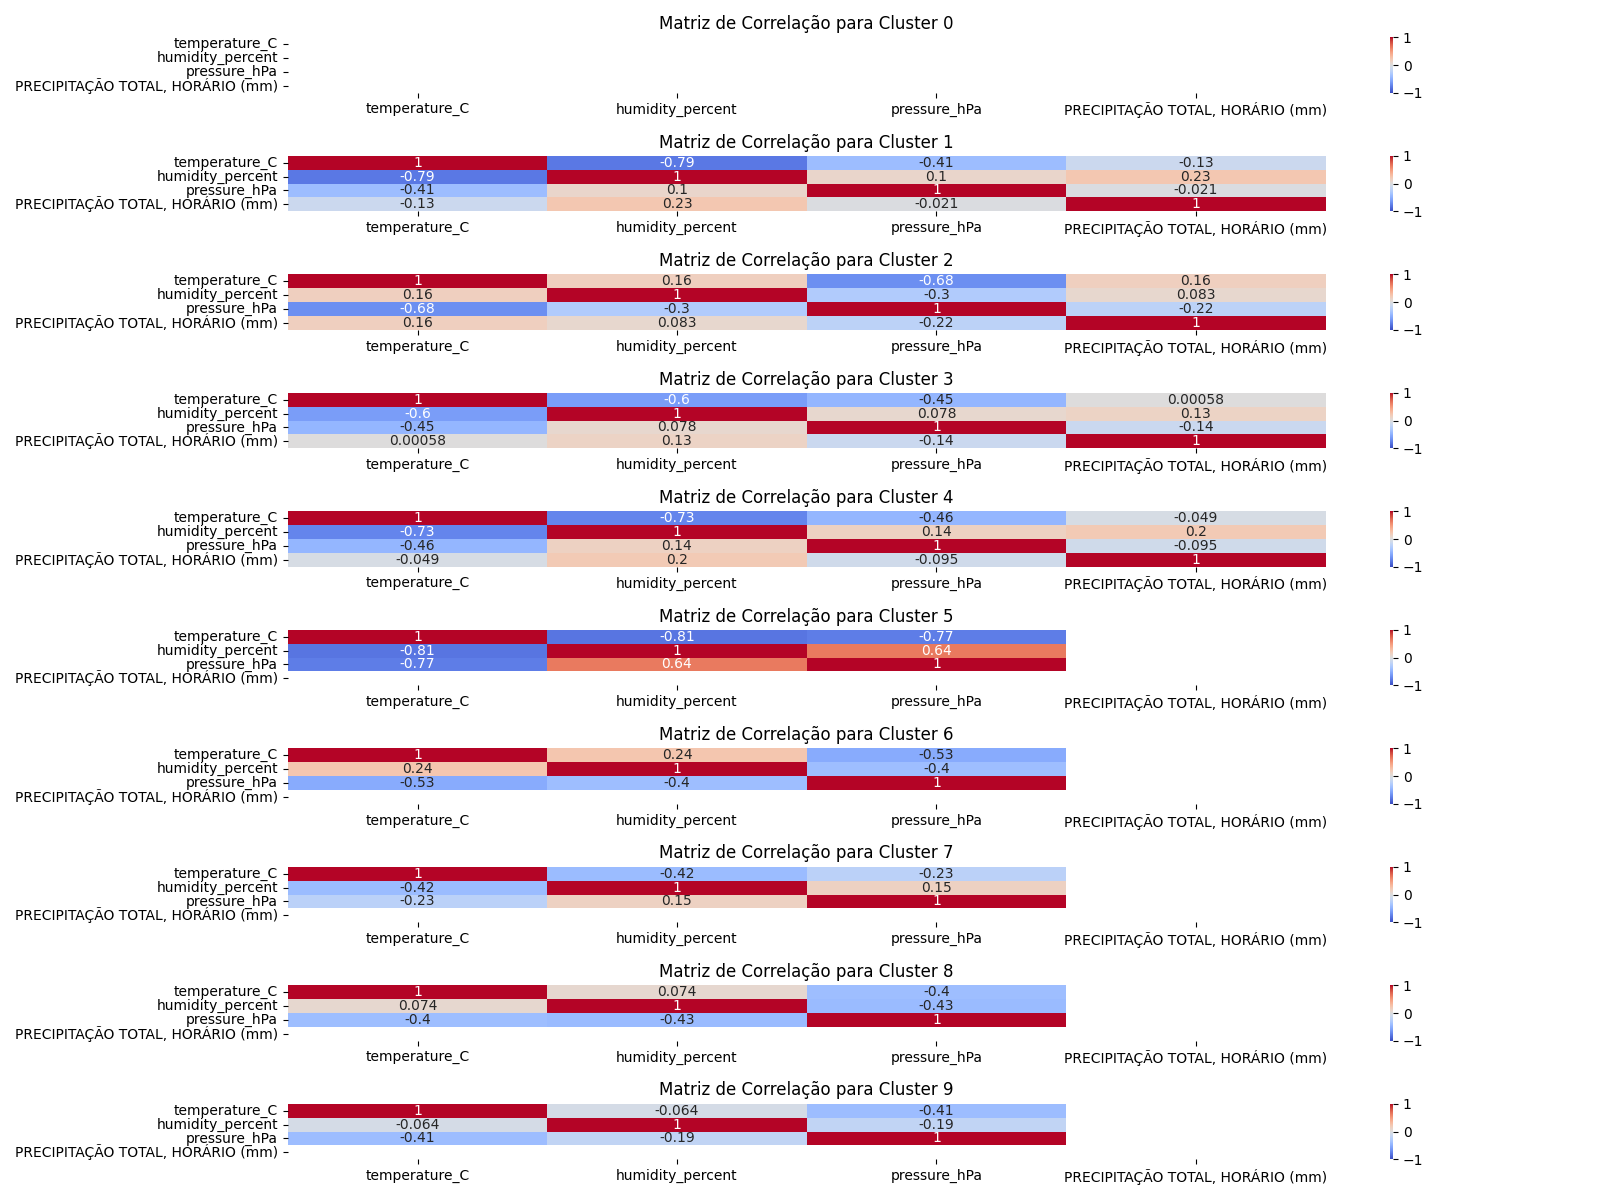 Matriz de Correlação para Cluster 0
temperature_C
humidity_percent
pressure_hPa
PRECIPITAÇÃO TOTAL, HORÁRIO (mm)
temperature_C humidity_percent pressure_hPa PRECIPITAÇÃO TOTAL, HORÁRIO (mm)
1
0
−1
Matriz de Correlação para Cluster 1
temperature_C 1 -0.79 -0.41 -0.13
humidity_percent -0.79 1 0.1 0.23
pressure_hPa -0.41 0.1 1 -0.021
PRECIPITAÇÃO TOTAL, HORÁRIO (mm) -0.13 0.23 -0.021 1
temperature_C humidity_percent pressure_hPa PRECIPITAÇÃO TOTAL, HORÁRIO (mm)
1
0
−1
Matriz de Correlação para Cluster 2
temperature_C 1 0.16 -0.68 0.16
humidity_percent 0.16 1 -0.3 0.083
pressure_hPa -0.68 -0.3 1 -0.22
PRECIPITAÇÃO TOTAL, HORÁRIO (mm) 0.16 0.083 -0.22 1
temperature_C humidity_percent pressure_hPa PRECIPITAÇÃO TOTAL, HORÁRIO (mm)
1
0
−1
Matriz de Correlação para Cluster 3
temperature_C 1 -0.6 -0.45 0.00058
humidity_percent -0.6 1 0.078 0.13
pressure_hPa -0.45 0.078 1 -0.14
PRECIPITAÇÃO TOTAL, HORÁRIO (mm) 0.00058 0.13 -0.14 1
temperature_C humidity_percent pressure_hPa PRECIPITAÇÃO TOTAL, HORÁRIO (mm)
1
0
−1
Matriz de Correlação para Cluster 4
temperature_C 1 -0.73 -0.46 -0.049
humidity_percent -0.73 1 0.14 0.2
pressure_hPa -0.46 0.14 1 -0.095
PRECIPITAÇÃO TOTAL, HORÁRIO (mm) -0.049 0.2 -0.095 1
temperature_C humidity_percent pressure_hPa PRECIPITAÇÃO TOTAL, HORÁRIO (mm)
1
0
−1
Matriz de Correlação para Cluster 5
temperature_C 1 -0.81 -0.77
humidity_percent -0.81 1 0.64
pressure_hPa -0.77 0.64 1
PRECIPITAÇÃO TOTAL, HORÁRIO (mm)
temperature_C humidity_percent pressure_hPa PRECIPITAÇÃO TOTAL, HORÁRIO (mm)
1
0
−1
Matriz de Correlação para Cluster 6
temperature_C 1 0.24 -0.53
humidity_percent 0.24 1 -0.4
pressure_hPa -0.53 -0.4 1
PRECIPITAÇÃO TOTAL, HORÁRIO (mm)
temperature_C humidity_percent pressure_hPa PRECIPITAÇÃO TOTAL, HORÁRIO (mm)
1
0
−1
Matriz de Correlação para Cluster 7
temperature_C 1 -0.42 -0.23
humidity_percent -0.42 1 0.15
pressure_hPa -0.23 0.15 1
PRECIPITAÇÃO TOTAL, HORÁRIO (mm)
temperature_C humidity_percent pressure_hPa PRECIPITAÇÃO TOTAL, HORÁRIO (mm)
1
0
−1
Matriz de Correlação para Cluster 8
temperature_C 1 0.074 -0.4
humidity_percent 0.074 1 -0.43
pressure_hPa -0.4 -0.43 1
PRECIPITAÇÃO TOTAL, HORÁRIO (mm)
temperature_C humidity_percent pressure_hPa PRECIPITAÇÃO TOTAL, HORÁRIO (mm)
1
0
−1
Matriz de Correlação para Cluster 9
temperature_C 1 -0.064 -0.41
humidity_percent -0.064 1 -0.19
pressure_hPa -0.41 -0.19 1
PRECIPITAÇÃO TOTAL, HORÁRIO (mm)
temperature_C humidity_percent pressure_hPa PRECIPITAÇÃO TOTAL, HORÁRIO (mm)
1
0
−1